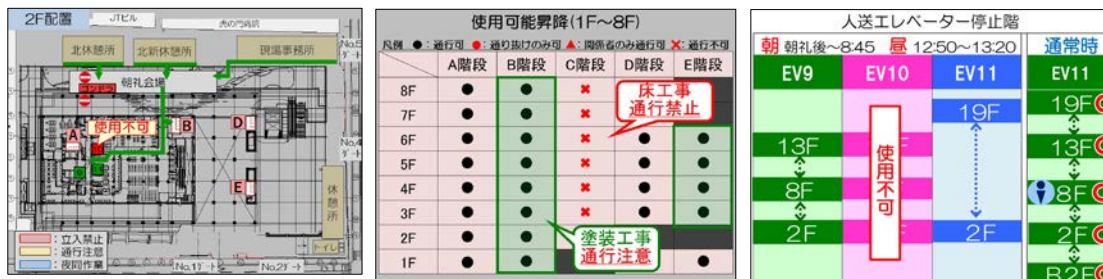 2F配置
JTビル
虎の門病院
北休憩所
北新休憩所
現場事務所
朝礼会場
使用不可
A
B
D
E
休憩所
トイレ
：立入禁止
：通行注意
：夜間作業
No.1ゲート
No.2ゲート
使用可能昇降(1F～8F)
凡例 ●：通行可 ●：通り抜けのみ可 ▲：関係者のみ通行可 ✕：通行不可
A階段 B階段 C階段 D階段 E階段
8F ● ● ✕
7F ● ● ✕
6F ● ● ✕ ● ●
5F ● ● ✕ ● ●
4F ● ● ✕ ● ●
3F ● ● ✕ ● ●
2F ● ●
1F ● ● ● ●
床工事
通行禁止
塗装工事
通行注意
人送エレベーター停止階
朝 朝礼後～8:45 昼 12:50～13:20 通常時
EV9 EV10 EV11 EV11
19F 19F
13F 13F
8F 8F
2F 2F 2F
B2F
使用不可